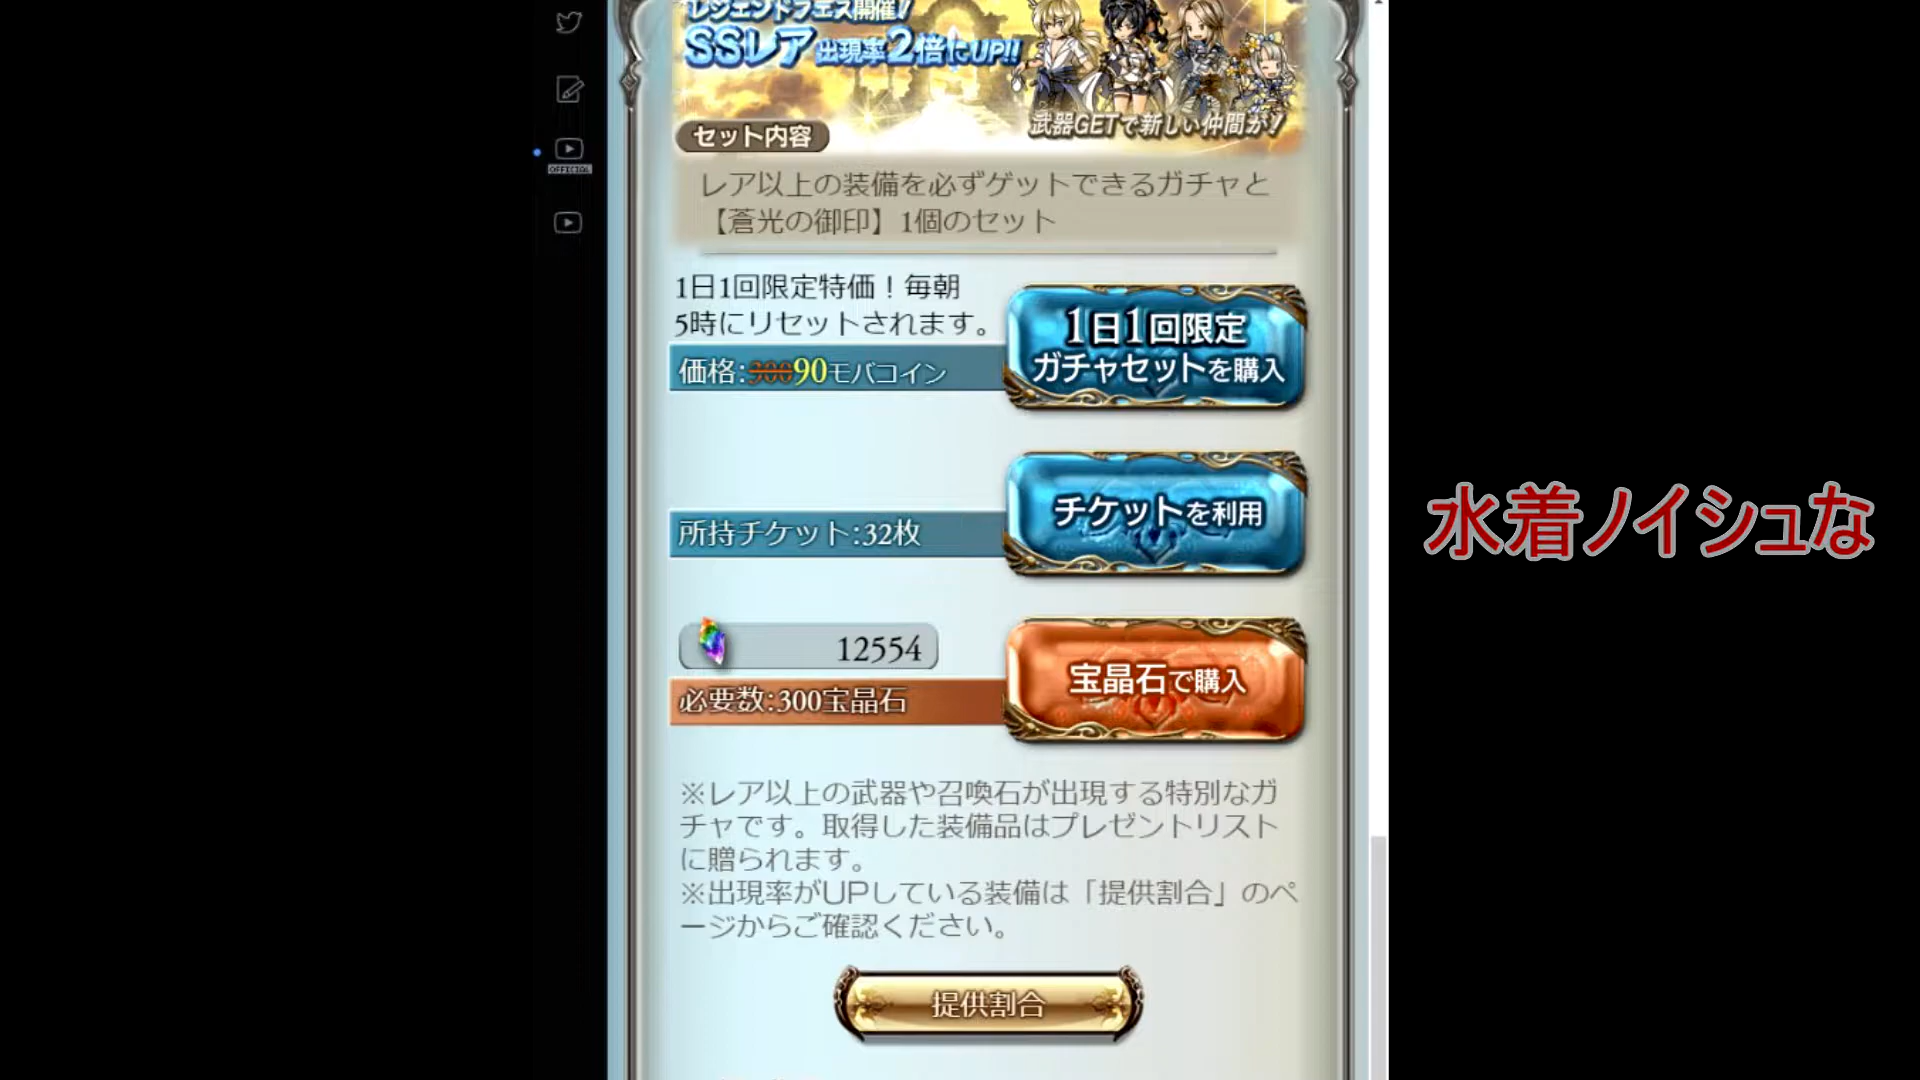 レジェンドフェス開催!
SSレア出現率2倍にUP!!
武器GETで新しい仲間が!
セット内容
レア以上の装備を必ずゲットできるガチャと
【蒼光の御印】1個のセット
OFFICIAL
1日1回限定特価！毎朝
5時にリセットされます。
価格:30090モバコイン
1日1回限定
ガチャセットを購入
所持チケット:32枚
チケットを利用
12554
必要数:300宝晶石
宝晶石で購入
水着ノイシュな
※レア以上の武器や召喚石が出現する特別なガ
チャです。取得した装備品はプレゼントリスト
に贈られます。
※出現率がUPしている装備は「提供割合」のペ
ージからご確認ください。
提供割合